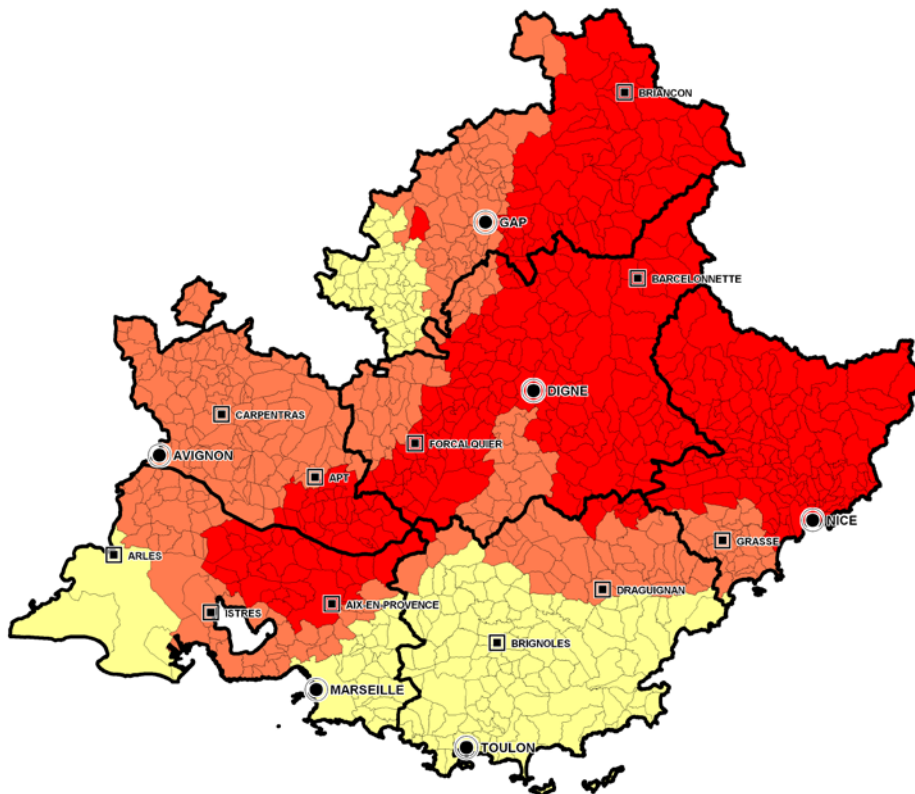 BRIANCON
GAP
BARCELONNETTE
DIGNE
CARPENTRAS
FORCALQUIER
AVIGNON
APT
NICE
GRASSE
ARLES
DRAGUIGNAN
AIX-EN-PROVENCE
ISTRES
BRIGNOLES
MARSEILLE
TOULON